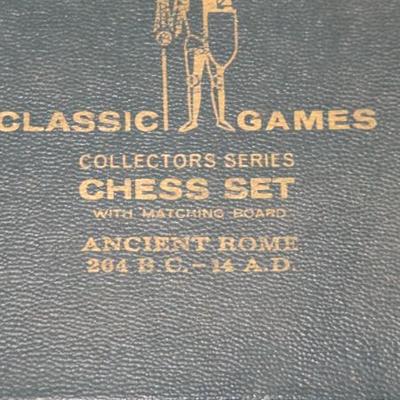 CLASSIC GAMES
COLLECTORS SERIES
CHESS SET
WITH MATCHING BOARD
ANCIENT ROME
264 B.C.-14 A.D.